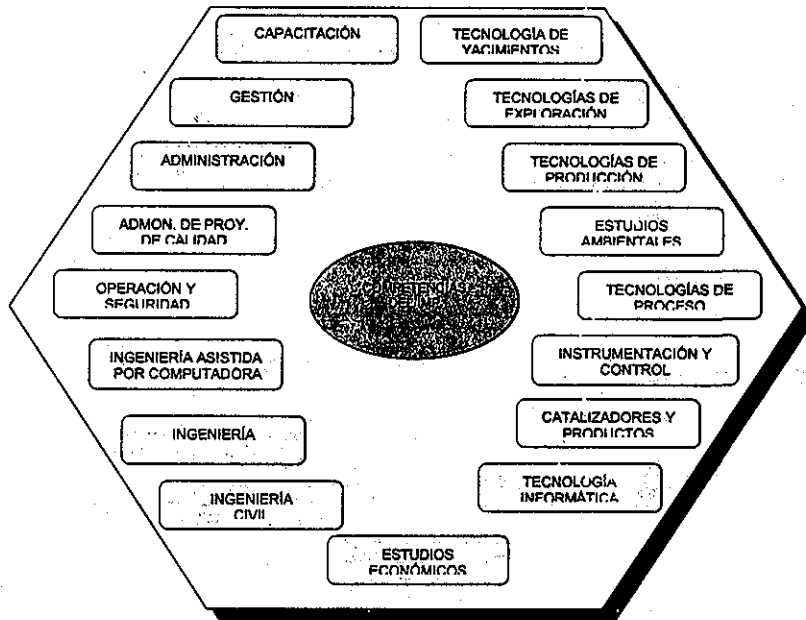 CAPACITACIÓN
TECNOLOGÍA DE
YACIMIENTOS
GESTIÓN
TECNOLOGÍAS DE
EXPLORACIÓN
ADMINISTRACIÓN
TECNOLOGÍAS DE
PRODUCCIÓN
ADMON. DE PROY.
DE CALIDAD
ESTUDIOS
AMBIENTALES
OPERACIÓN Y
SEGURIDAD
COMPETENCIAS
TECNOLOGÍAS DE
PROCESO
INGENIERÍA ASISTIDA
POR COMPUTADORA
INSTRUMENTACIÓN Y
CONTROL
CATALIZADORES Y
PRODUCTOS
INGENIERÍA
TECNOLOGÍA
INFORMÁTICA
INGENIERÍA
CIVIL
ESTUDIOS
ECONÓMICOS